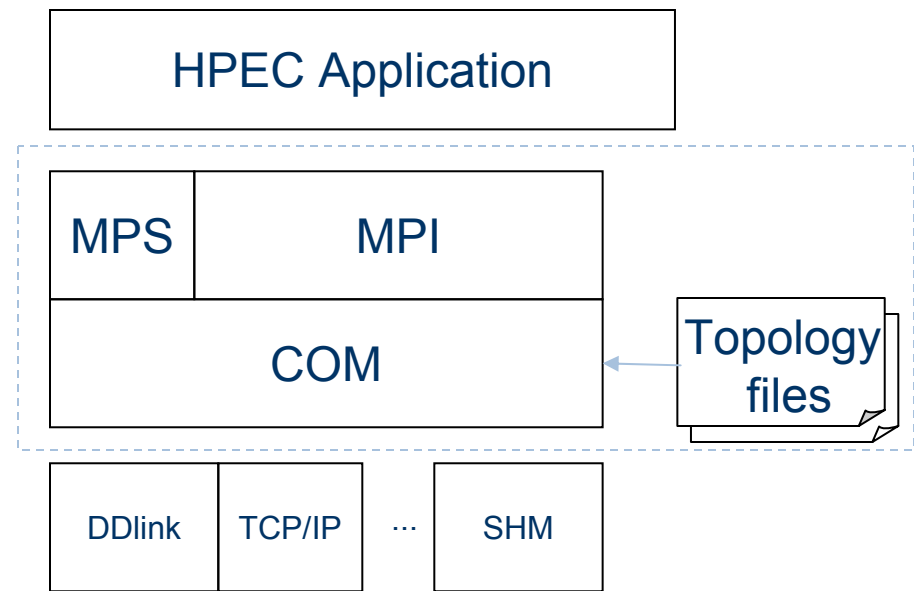 HPEC Application
MPS MPI
COM
Topology
files
DDlink TCP/IP ... SHM